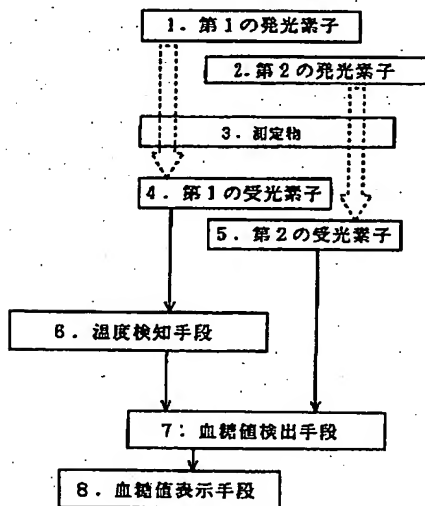 1. 第1の発光素子
2. 第2の発光素子
3. 測定物
4. 第1の受光素子
5. 第2の受光素子
6. 温度検知手段
7: 血糖値検出手段
8. 血糖値表示手段